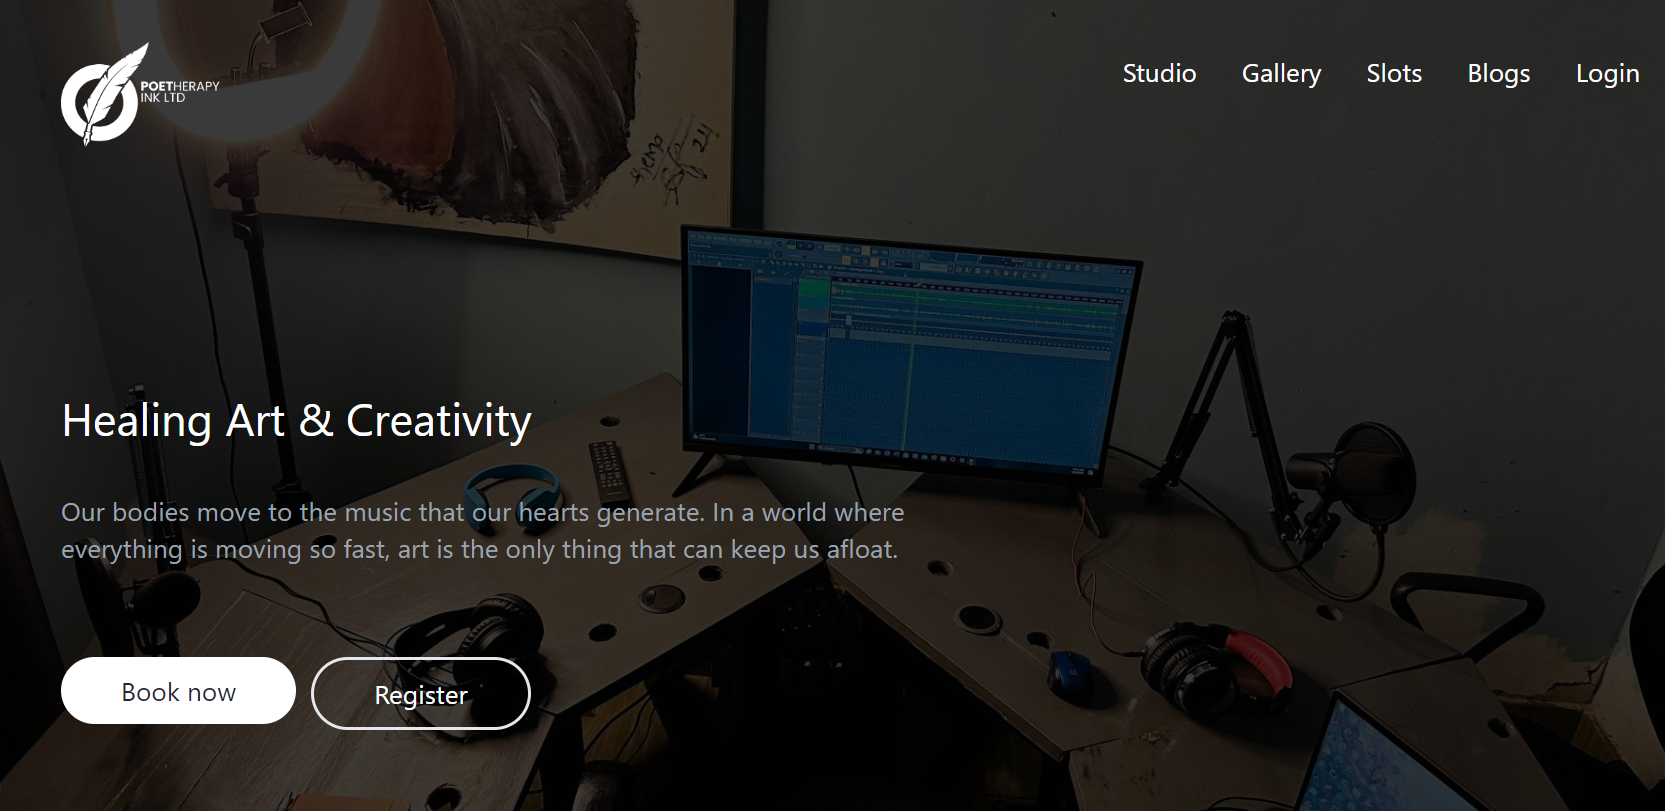 POETHERAPY
INK LTD
Studio Gallery Slots Blogs Login
24
Healing Art & Creativity
Our bodies move to the music that our hearts generate. In a world where
everything is moving so fast, art is the only thing that can keep us afloat.
Book now Register